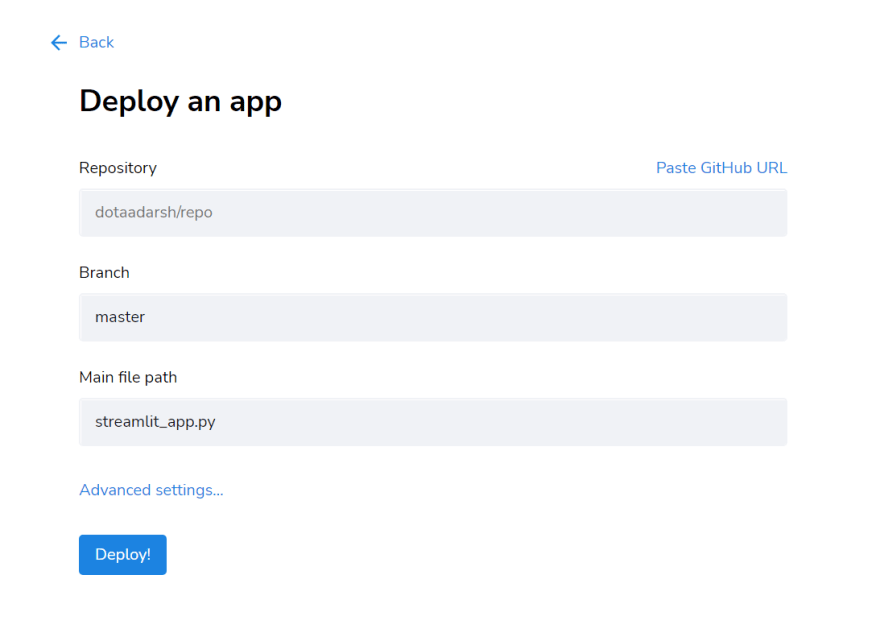 Back
Deploy an app
Repository
Paste GitHub URL
dotaadarsh/repo
Branch
master
Main file path
streamlit_app.py
Advanced settings...
Deploy!